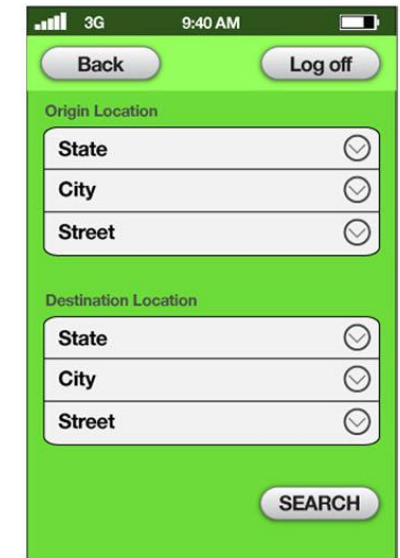 3G 9:40 AM
Back Log off
Origin Location
State
City
Street
Destination Location
State
City
Street
SEARCH